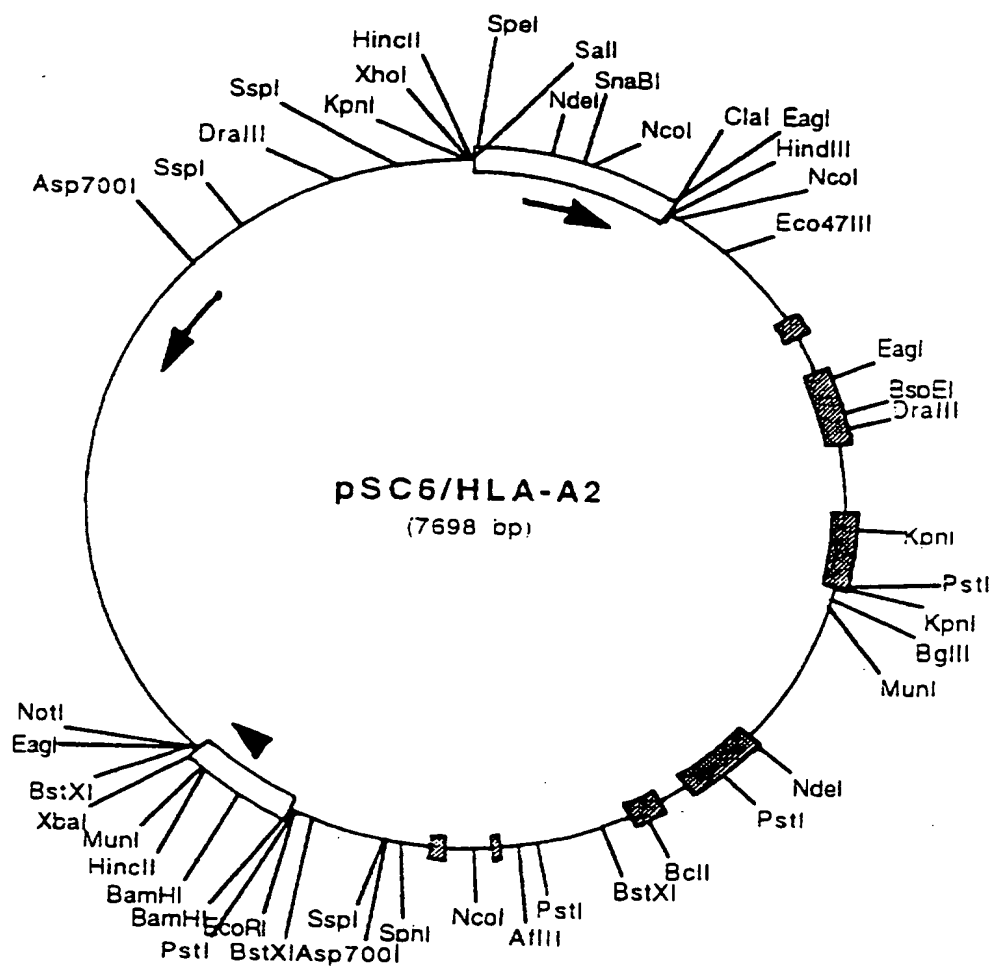 SpeI
HincII
SalI
XhoI
SnaBI
SspI
KpnI
NdeI
NcoI
ClaI
EagI
DraIII
HindIII
SspI
NcoI
Asp700I
Eco47III
EagI
BspEI
DraIII
pSC6/HLA-A2
(7698 bp)
KpnI
PstI
KpnI
BglII
MunI
NotI
EagI
NdeI
BstXI
PstI
XbaI
MunI
HincII
BclI
BamHI
BstXI
BamHI
EcoRI
SspI
SphI
NcoI
PstI
AflII
PstI
BstXI
Asp700I